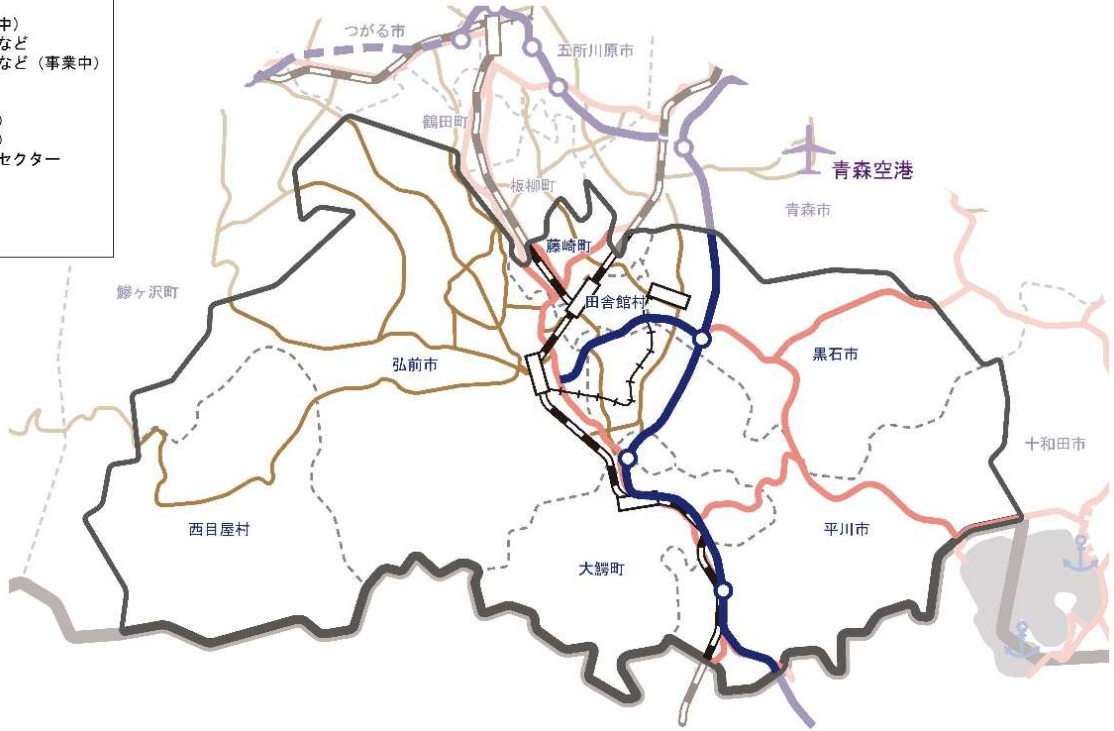 中)
など
など（事業中）
)
)
セクター
つがる市
五所川原市
鶴田町
板柳町
青森空港
青森市
藤崎町
田舎館村
鰺ヶ沢町
弘前市
黒石市
十和田市
西目屋村
平川市
大鰐町